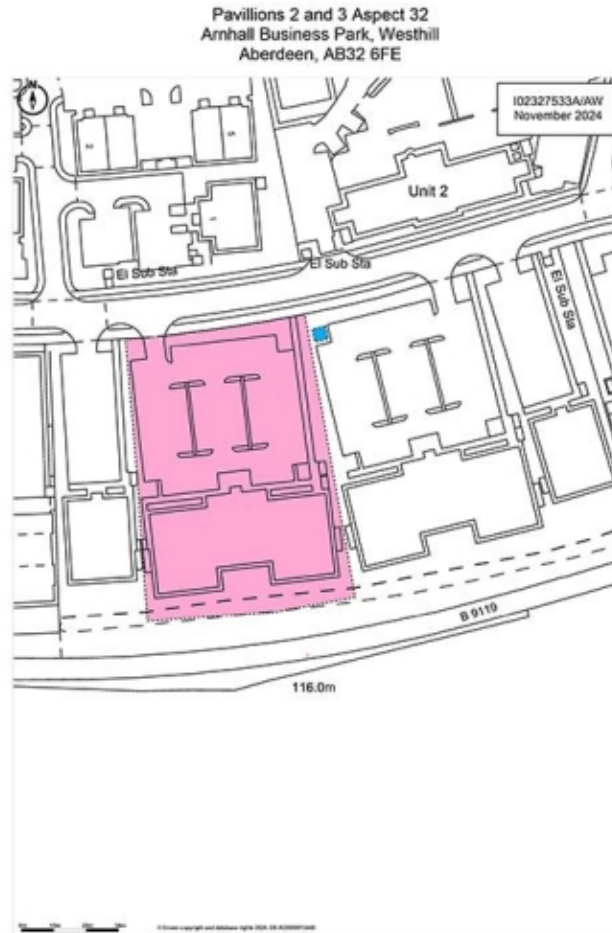 Pavillions 2 and 3 Aspect 32
Arnhall Business Park, Westhill
Aberdeen, AB32 6FE
I02327533A/AW
November 2024
Unit 2
1
El Sub Sta
El Sub Sta
El Sub Sta
B 9119
116.0m